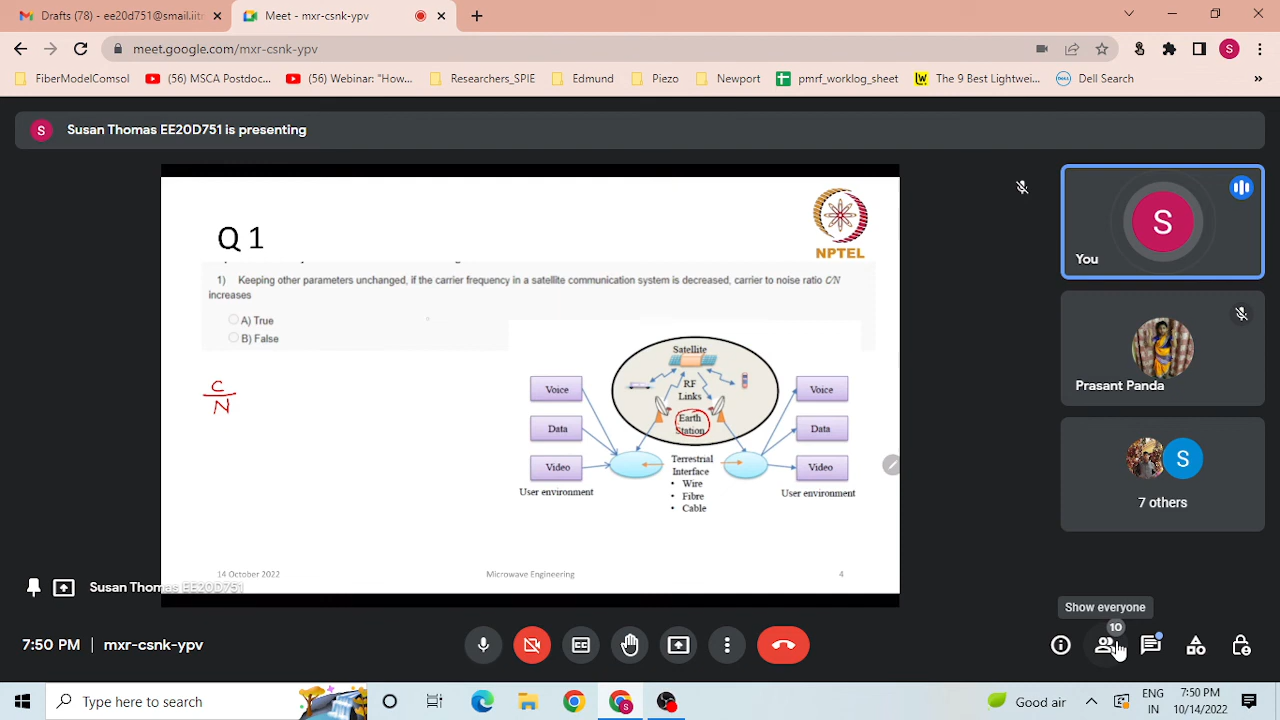 Drafts (78) - ee20d751@smail.iitr
Meet - mxr-csnk-ypv
meet.google.com/mxr-csnk-ypv
FiberModelComsol
(56) MSCA Postdoc...
(56) Webinar: "How...
Researchers_SPIE
Edmund
Piezo
Newport
pmrf_worklog_sheet
The 9 Best Lightwei...
Dell Search
»
S
Susan Thomas EE20D751 is presenting
Q 1
NPTEL
1) Keeping other parameters unchanged, if the carrier frequency in a satellite communication system is decreased, carrier to noise ratio C/N
increases
A) True
B) False
C
N
Satellite
RF
Links
Earth
Station
Voice
Data
Video
User environment
Terrestrial
Interface
• Wire
• Fibre
• Cable
Voice
Data
Video
User environment
14 October 2022
Microwave Engineering
4
Susan Thomas EE20D751
S
You
Prasant Panda
S
7 others
Show everyone
10
7:50 PM | mxr-csnk-ypv
Type here to search
Good air
ENG
IN
7:50 PM
10/14/2022